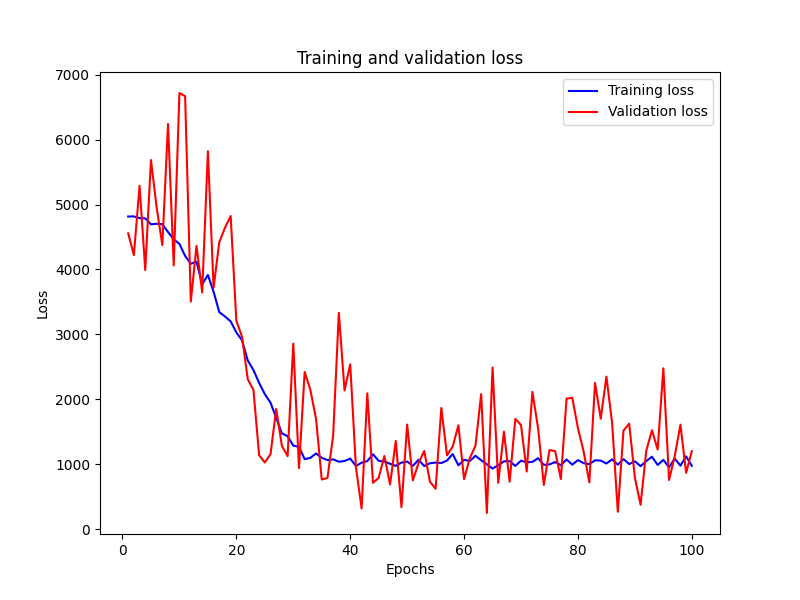 Training and validation loss
Training loss
Validation loss
7000
6000
5000
4000
3000
2000
1000
0
Loss
0 20 40 60 80 100
Epochs